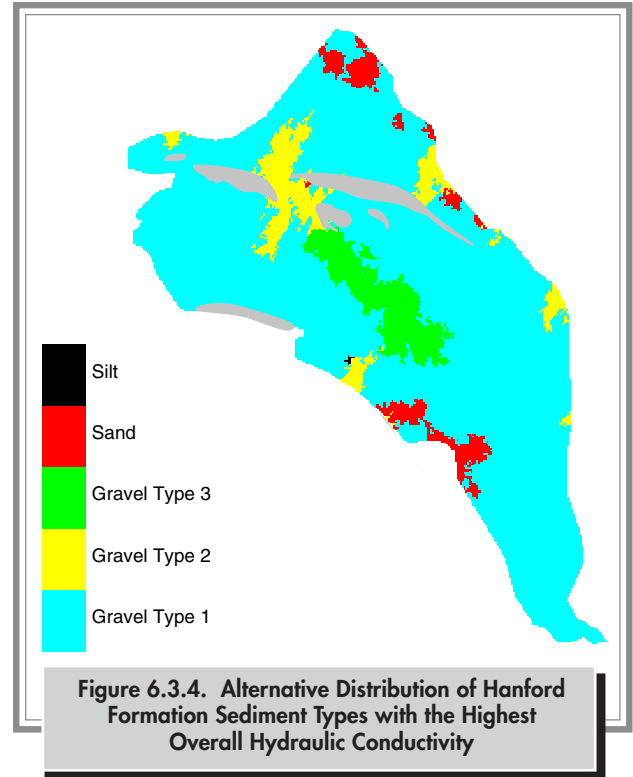 Silt
Sand
Gravel Type 3
Gravel Type 2
Gravel Type 1
Figure 6.3.4. Alternative Distribution of Hanford
Formation Sediment Types with the Highest
Overall Hydraulic Conductivity